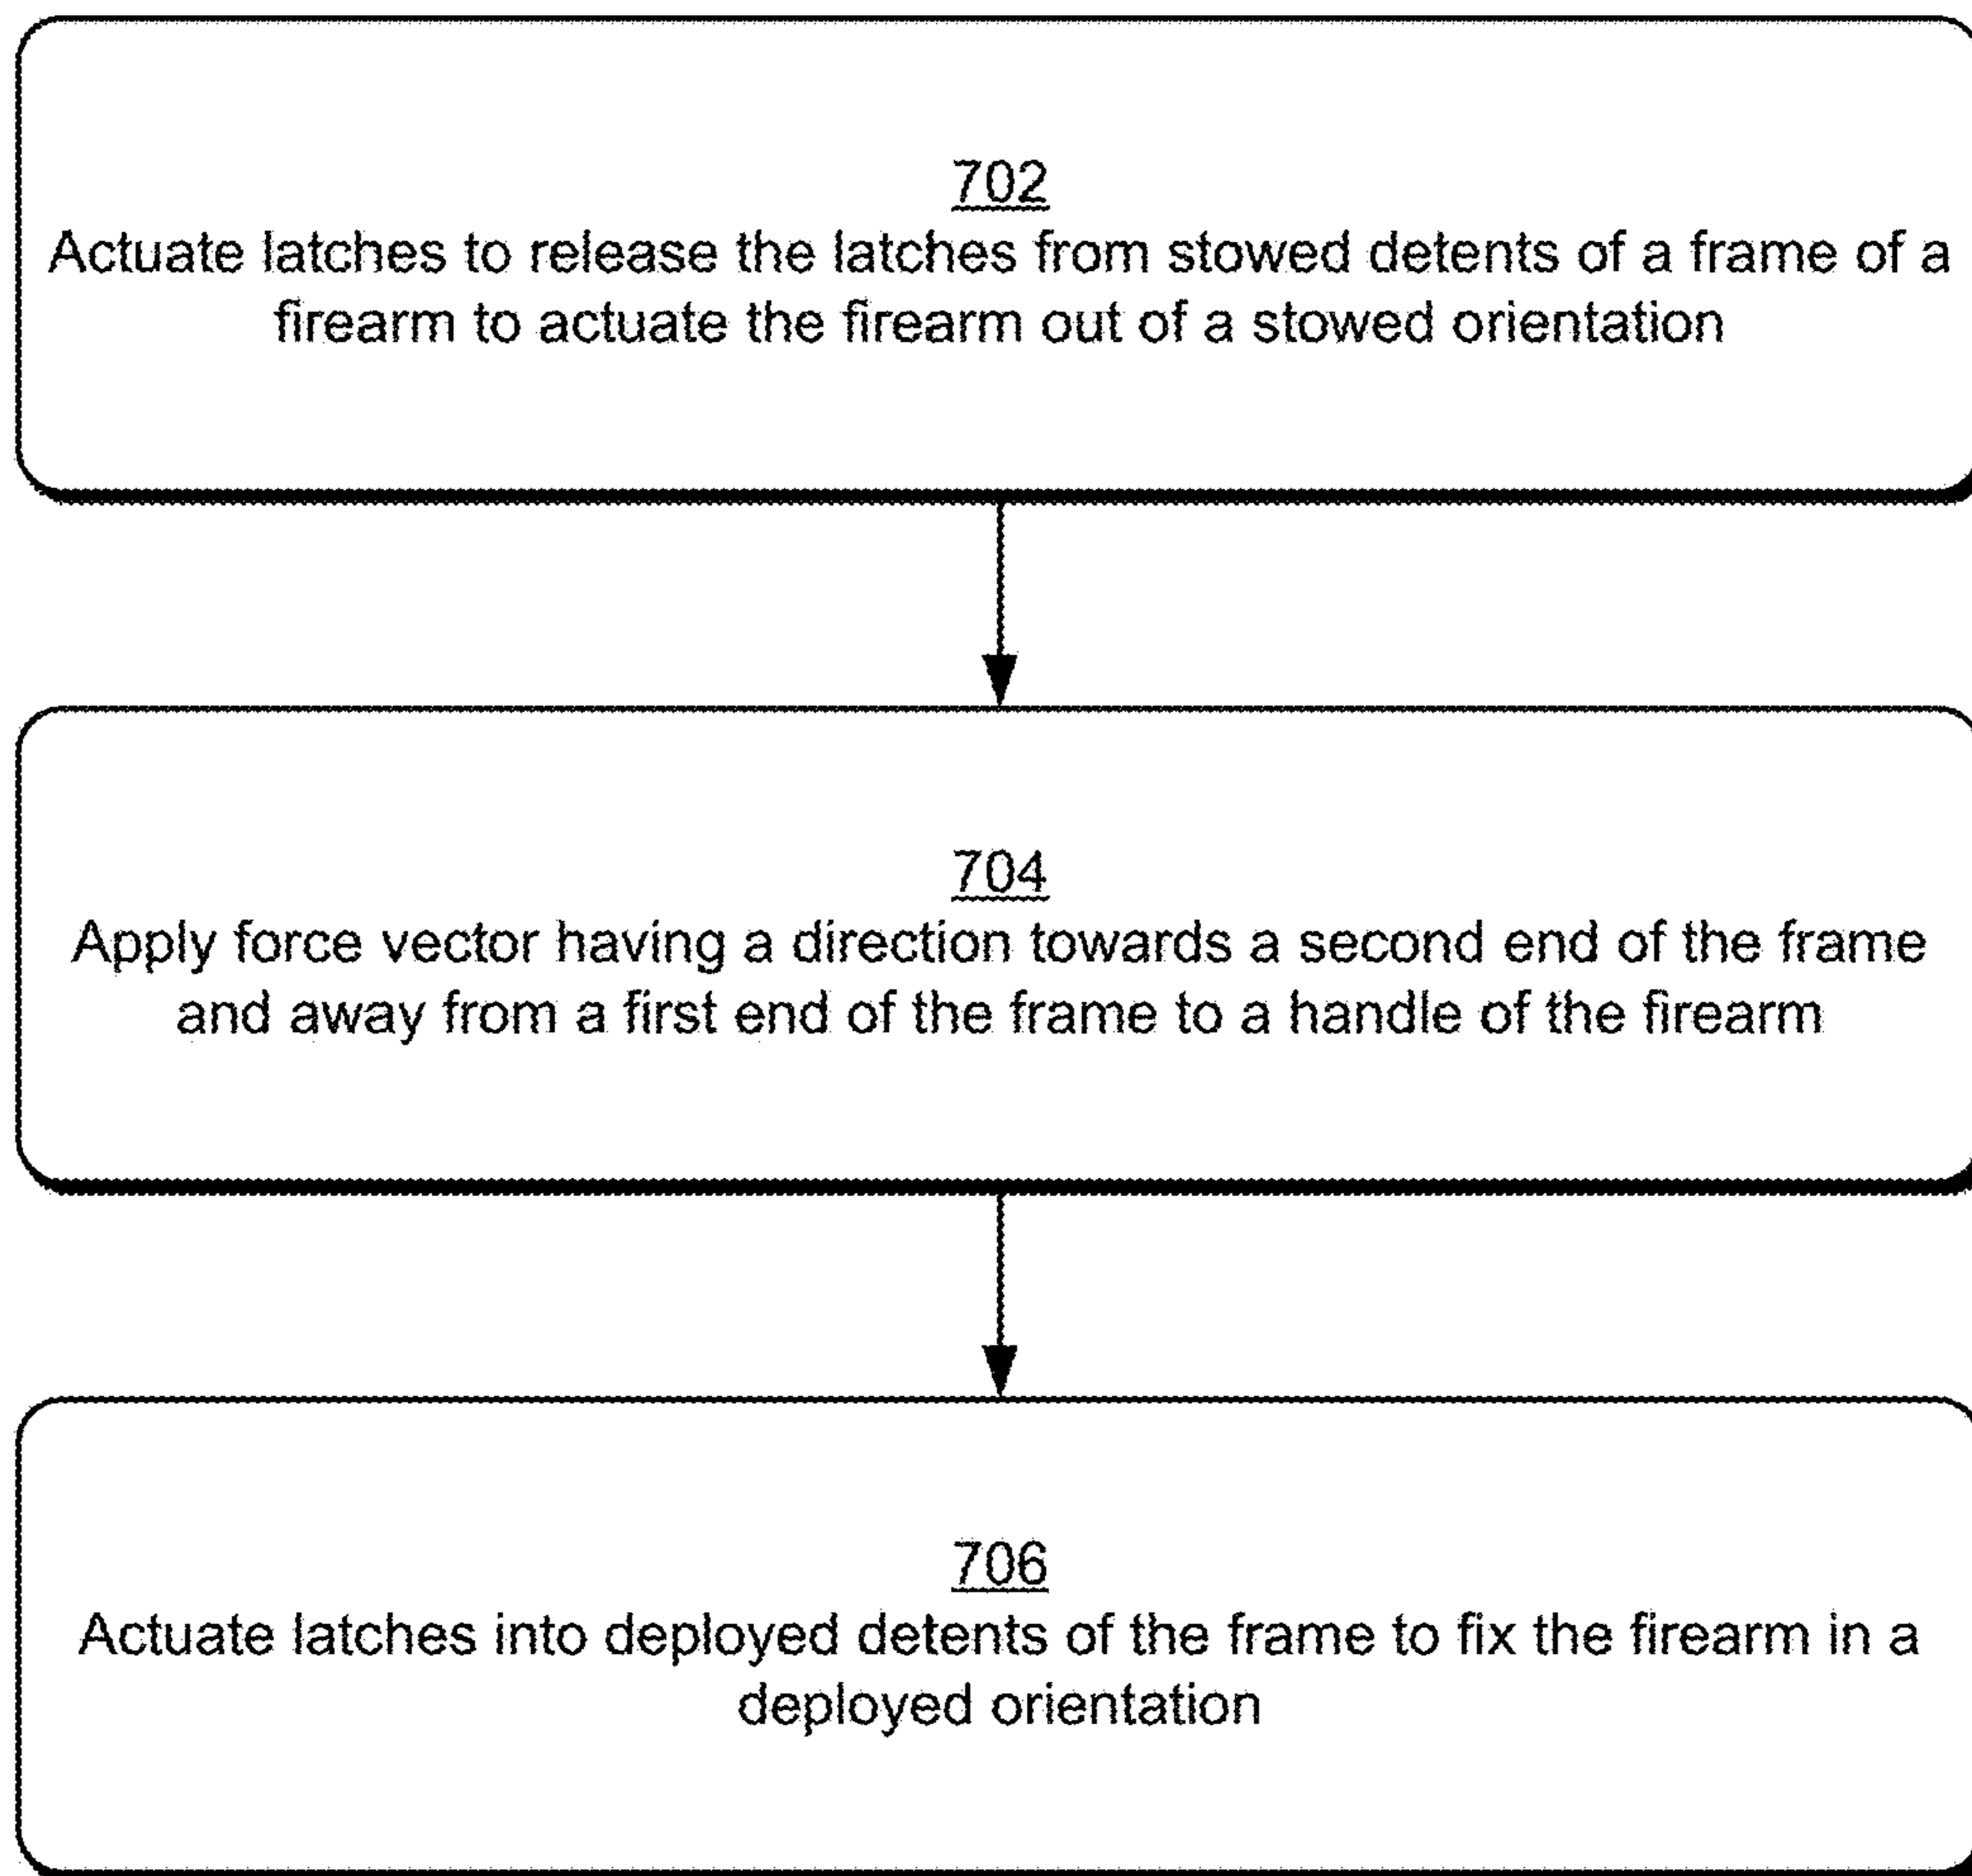 702
Actuate latches to release the latches from stowed detents of a frame of a
firearm to actuate the firearm out of a stowed orientation
704
Apply force vector having a direction towards a second end of the frame
and away from a first end of the frame to a handle of the firearm
706
Actuate latches into deployed detents of the frame to fix the firearm in a
deployed orientation